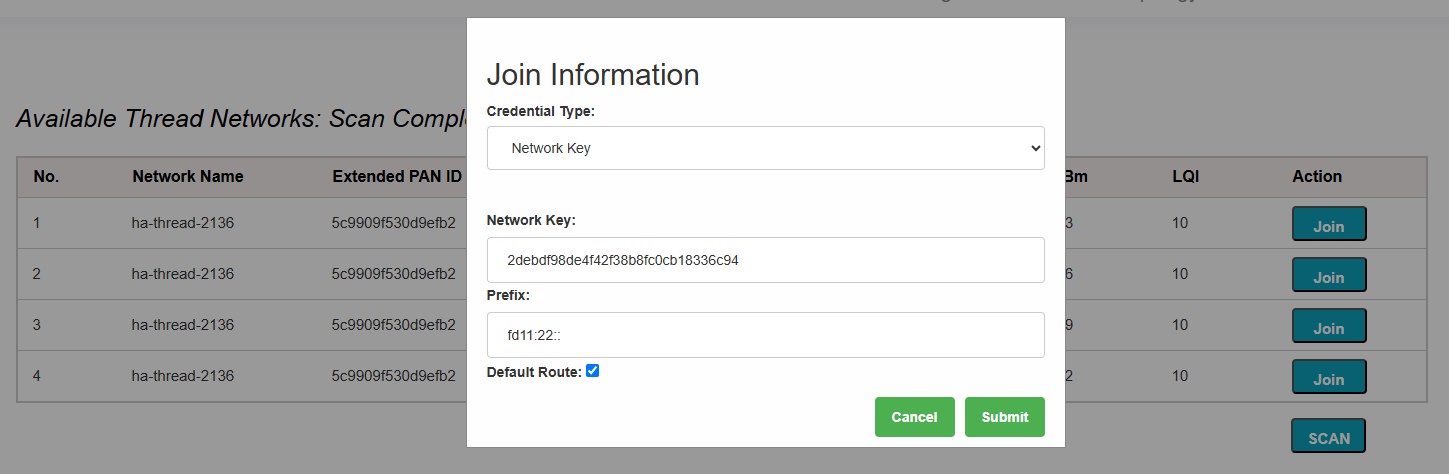 Join Information
Credential Type:
Network Key
Network Key:
2debdf98de4f42f38b8fc0cb18336c94
Prefix:
fd11:22::
Default Route:
Cancel Submit
Available Thread Networks: Scan Compl
No. Network Name Extended PAN ID Bm LQI Action
1 ha-thread-2136 5c9909f530d9efb2 3 10 Join
2 ha-thread-2136 5c9909f530d9efb2 6 10 Join
3 ha-thread-2136 5c9909f530d9efb2 9 10 Join
4 ha-thread-2136 5c9909f530d9efb2 2 10 Join
SCAN